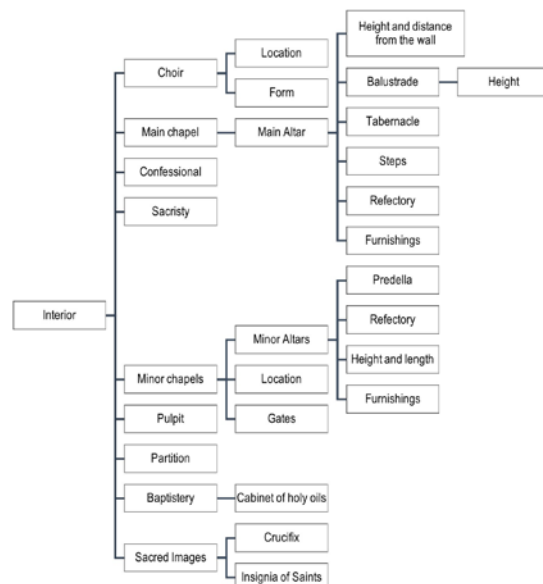 Height and distance
from the wall
Location
Choir
Balustrade
Height
Form
Tabernacle
Main chapel
Main Altar
Steps
Confessional
Refectory
Sacristy
Furnishings
Predella
Interior
Minor Altars
Refectory
Minor chapels
Location
Height and length
Pulpit
Gates
Furnishings
Partition
Baptistery
Cabinet of holy oils
Crucifix
Sacred Images
Insignia of Saints